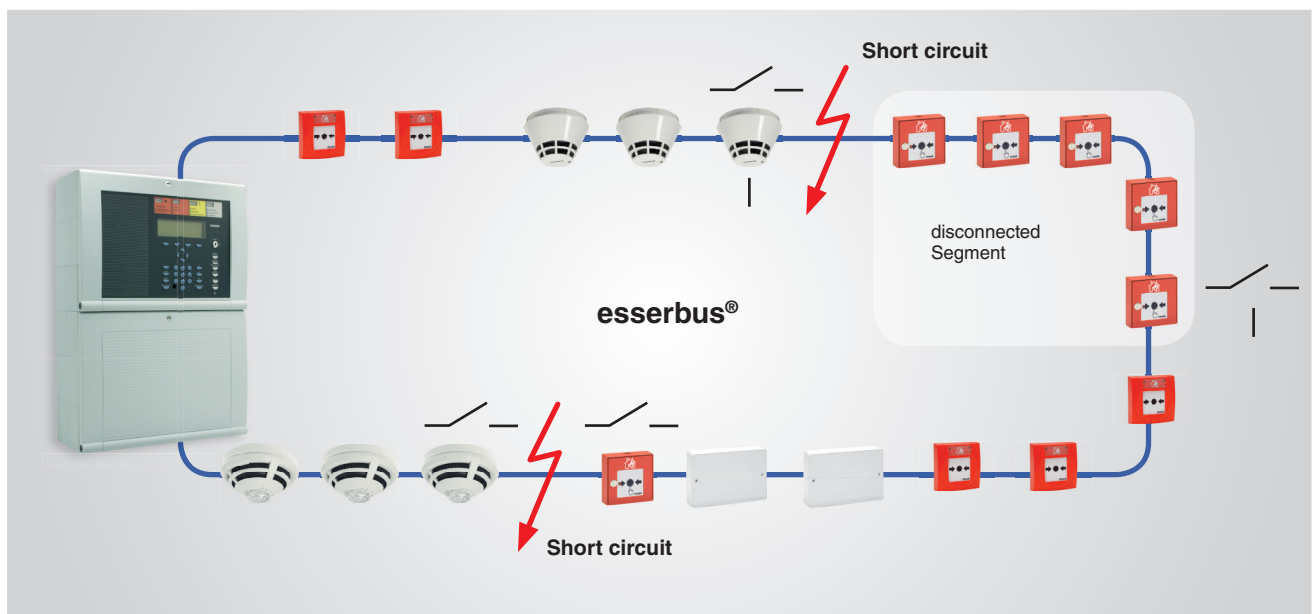 Short circuit
disconnected
Segment
esserbus®
Short circuit